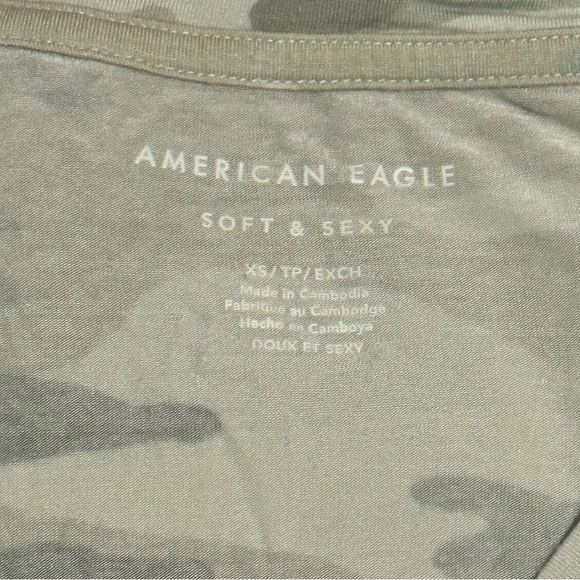 AMERICAN EAGLE
SOFT & SEXY
XS/TP/EXCH
Made in Cambodia
Fabriqué au Cambodge
Hecho en Camboya
DOUX ET SEXY